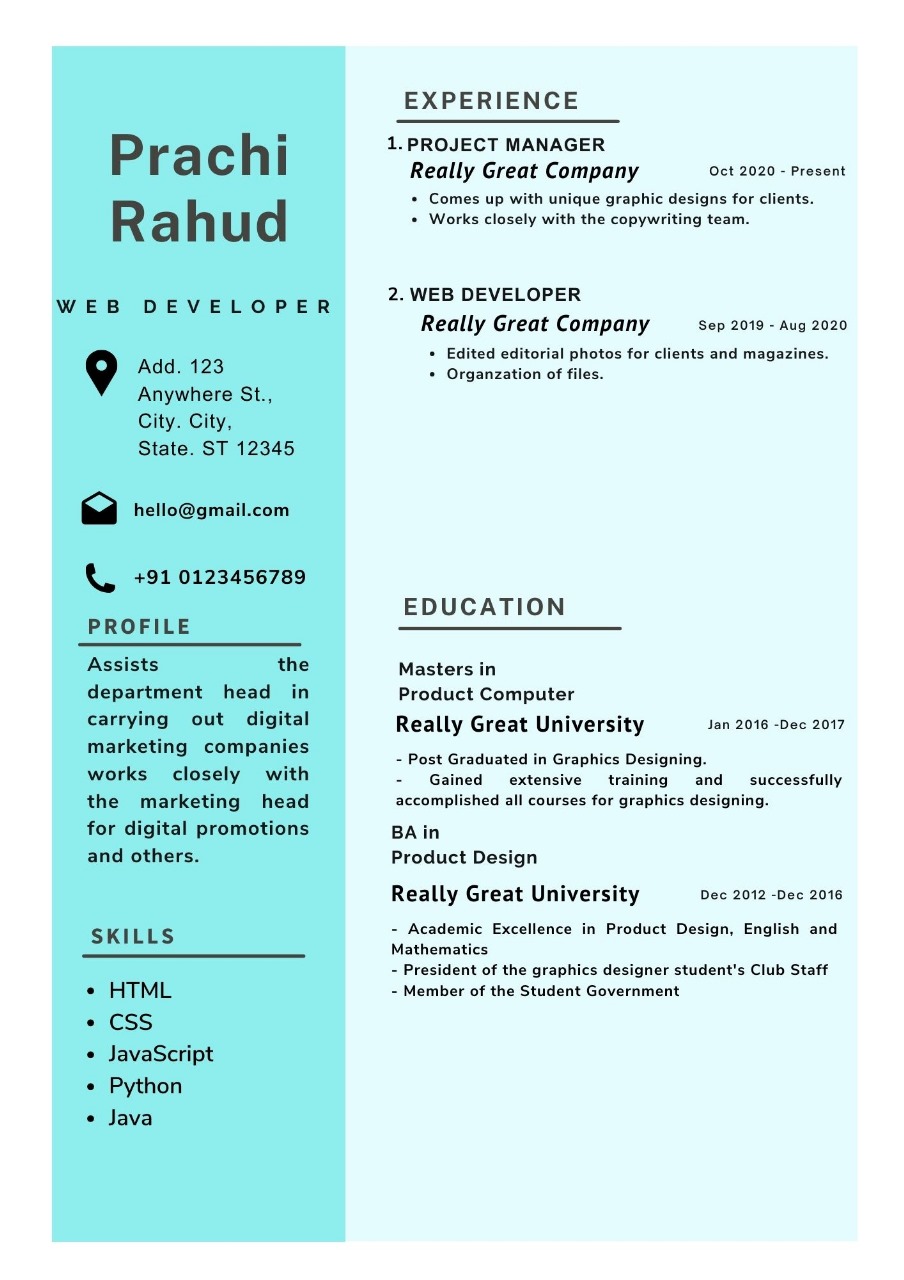 Prachi
Rahud
WEB DEVELOPER
Add. 123
Anywhere St.,
City. City,
State. ST 12345
hello@gmail.com
+91 0123456789
PROFILE
Assists the
department head in
carrying out digital
marketing companies
works closely with
the marketing head
for digital promotions
and others.
SKILLS
• HTML
• CSS
• JavaScript
• Python
• Java
EXPERIENCE
1. PROJECT MANAGER
Really Great Company Oct 2020 - Present
• Comes up with unique graphic designs for clients.
• Works closely with the copywriting team.
2. WEB DEVELOPER
Really Great Company Sep 2019 - Aug 2020
• Edited editorial photos for clients and magazines.
• Organzation of files.
EDUCATION
Masters in
Product Computer
Really Great University Jan 2016 -Dec 2017
- Post Graduated in Graphics Designing.
- Gained extensive training and successfully
accomplished all courses for graphics designing.
BA in
Product Design
Really Great University Dec 2012 -Dec 2016
- Academic Excellence in Product Design, English and
Mathematics
- President of the graphics designer student's Club Staff
- Member of the Student Government